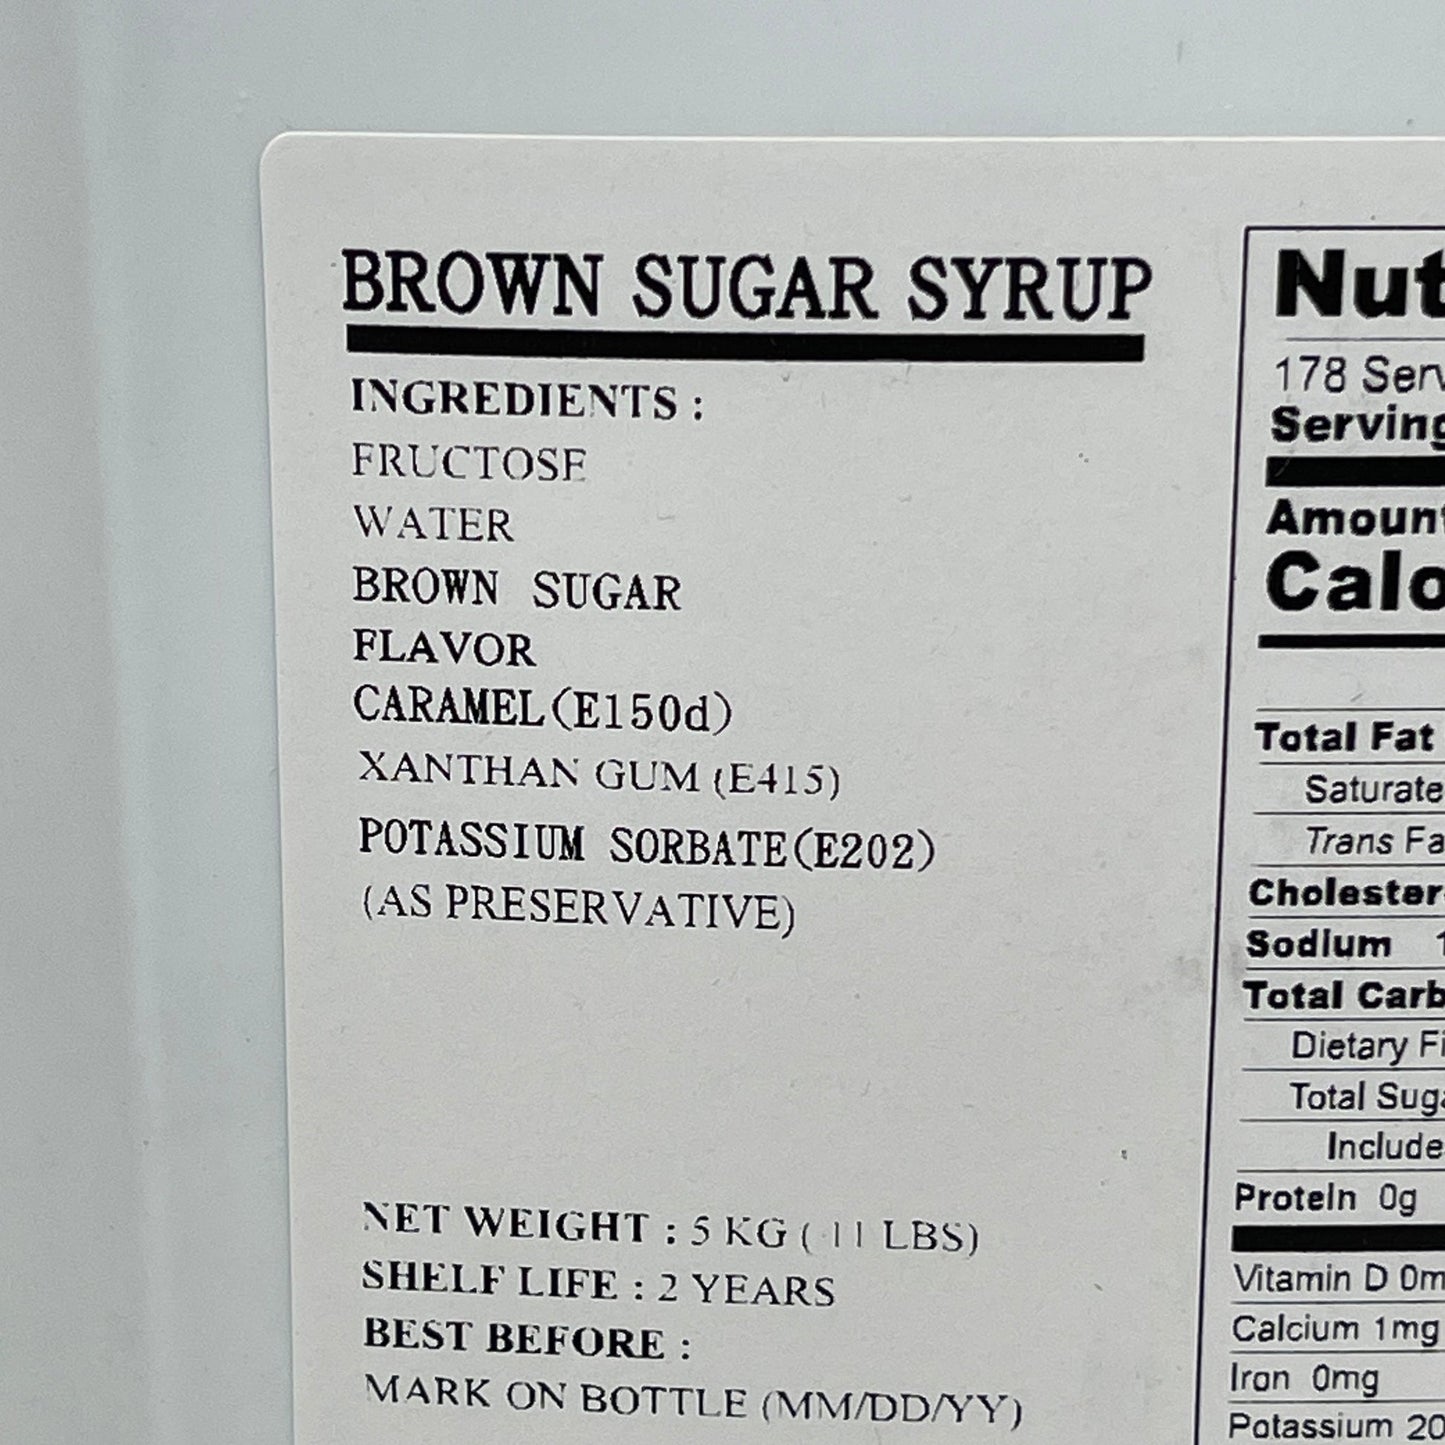 BROWN SUGAR SYRUP
INGREDIENTS :
FRUCTOSE
WATER
BROWN SUGAR
FLAVOR
CARAMEL(E150d)
XANTHAN GUM (E415)
POTASSIUM SORBATE(E202)
(AS PRESERVATIVE)
NET WEIGHT : 5 KG ( 11 LBS)
SHELF LIFE : 2 YEARS
BEST BEFORE :
MARK ON BOTTLE (MM/DD/YY)
Nut
178 Serv
Serving
Amount
Calo
Total Fat
Saturate
Trans Fa
Cholester
Sodium 1
Total Carb
Dietary Fi
Total Suga
Includes
Protein 0g
Vitamin D 0m
Calcium 1mg
Iron 0mg
Potassium 20